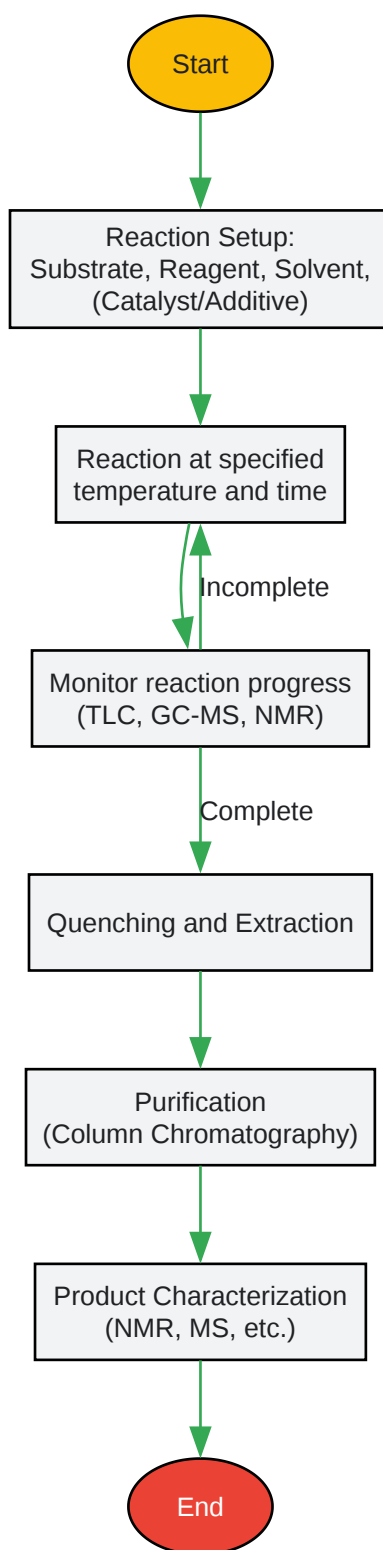 Start
Reaction Setup:
Substrate, Reagent, Solvent,
(Catalyst/Additive)
Reaction at specified
temperature and time
Incomplete
Monitor reaction progress
(TLC, GC-MS, NMR)
Complete
Quenching and Extraction
Purification
(Column Chromatography)
Product Characterization
(NMR, MS, etc.)
End